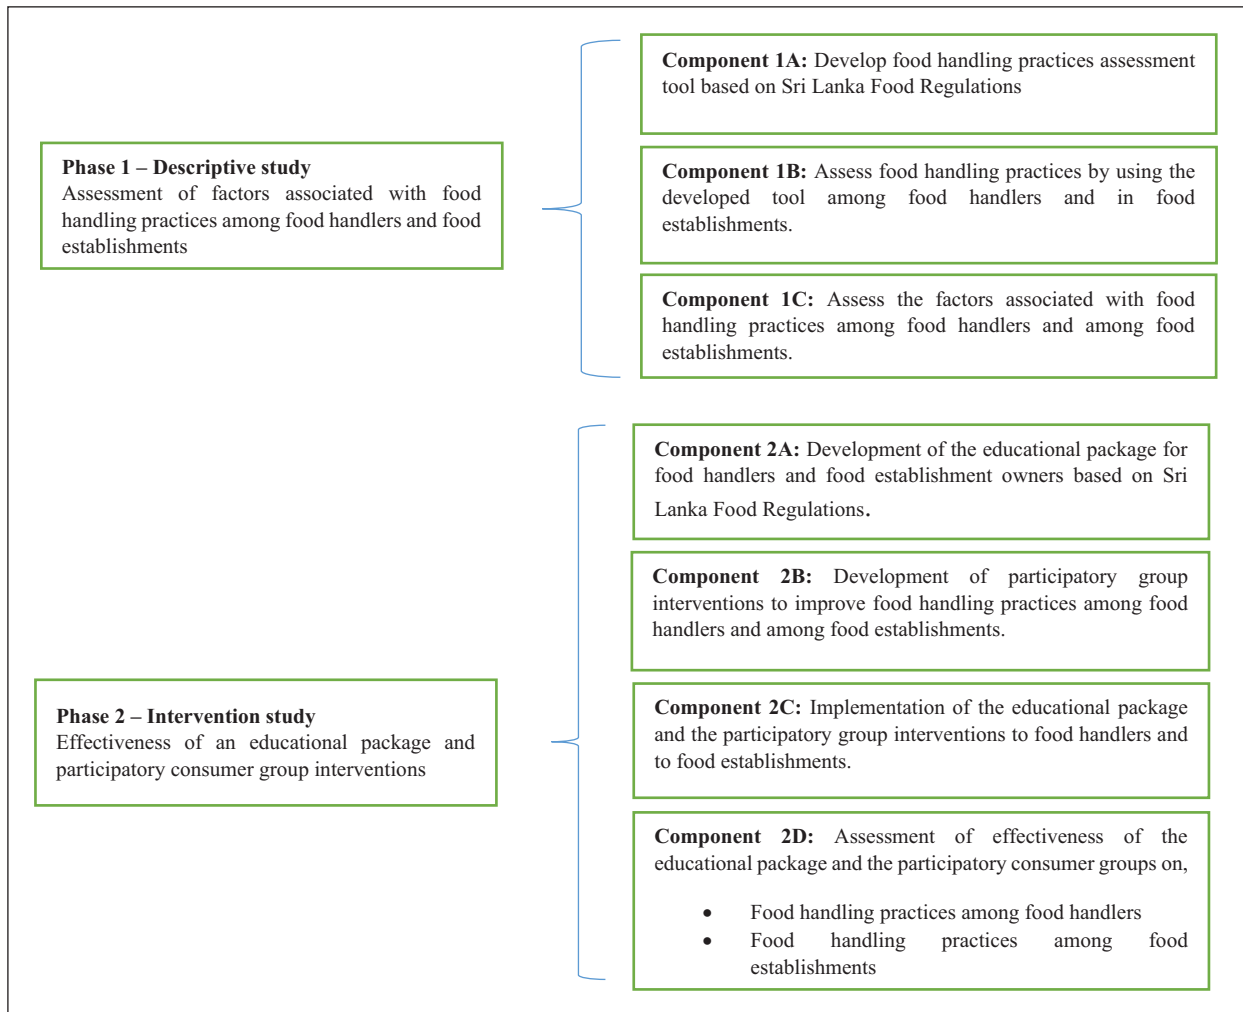 Phase 1 – Descriptive study
Assessment of factors associated with food
handling practices among food handlers and food
establishments
Component 1A: Develop food handling practices assessment
tool based on Sri Lanka Food Regulations
Component 1B: Assess food handling practices by using the
developed tool among food handlers and in food
establishments.
Component 1C: Assess the factors associated with food
handling practices among food handlers and among food
establishments.
Phase 2 – Intervention study
Effectiveness of an educational package and
participatory consumer group interventions
Component 2A: Development of the educational package for
food handlers and food establishment owners based on Sri
Lanka Food Regulations.
Component 2B: Development of participatory group
interventions to improve food handling practices among food
handlers and among food establishments.
Component 2C: Implementation of the educational package
and the participatory group interventions to food handlers and
to food establishments.
Component 2D: Assessment of effectiveness of the
educational package and the participatory consumer groups on,
• Food handling practices among food handlers
• Food handling practices among food
establishments